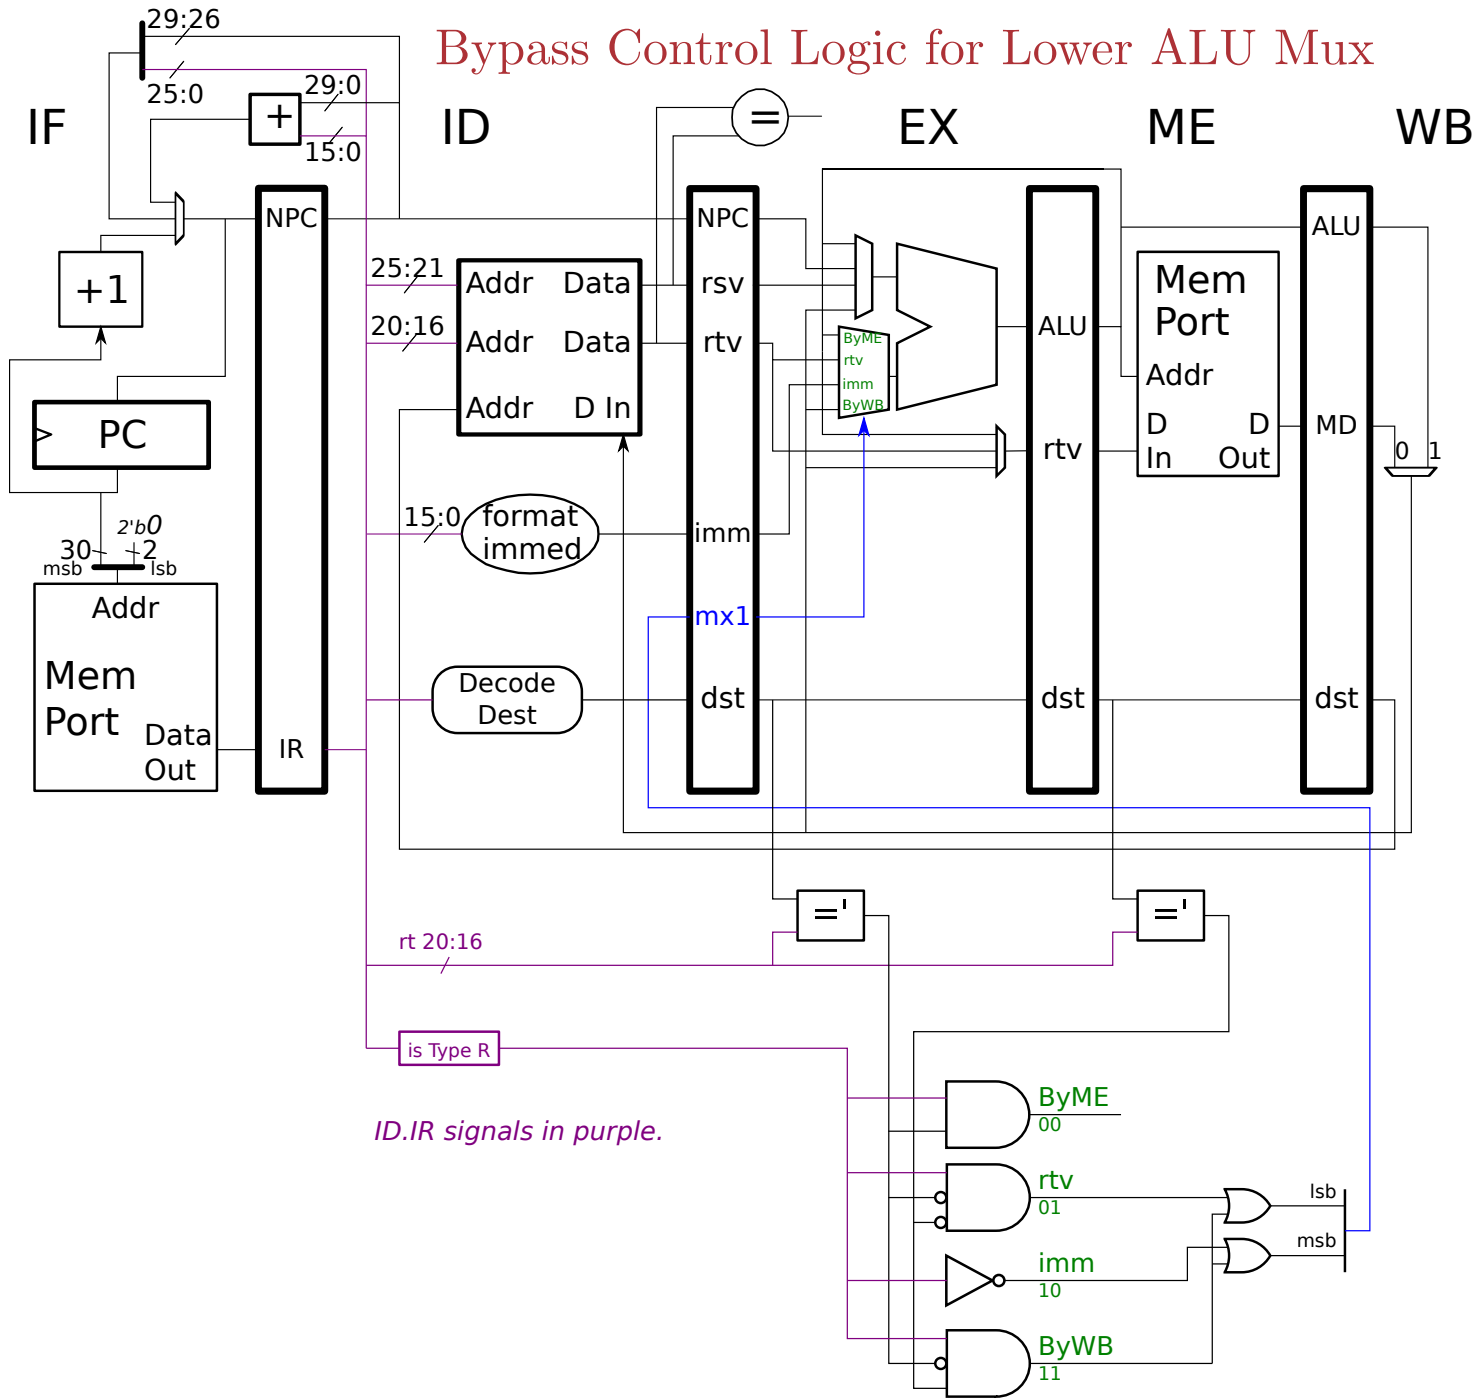 Bypass Control Logic for Lower ALU Mux
29:26
25:0
29:0
15:0
+
=
IF
ID
EX
ME
WB
NPC
NPC
ALU
+1
25:21
20:16
Addr Data
Addr Data
Addr D In
rsv
rtv
ByME
rtv
imm
ByWB
ALU
rtv
Mem
Port
Addr
D
In
D
Out
MD
0 1
PC
2'b0
30
2
msb
lsb
Addr
Mem
Port
Data
Out
IR
15:0
format
immed
imm
mx1
Decode
Dest
dst
dst
dst
='
='
rt 20:16
is Type R
ID.IR signals in purple.
ByME
00
rtv
01
imm
10
ByWB
11
lsb
msb